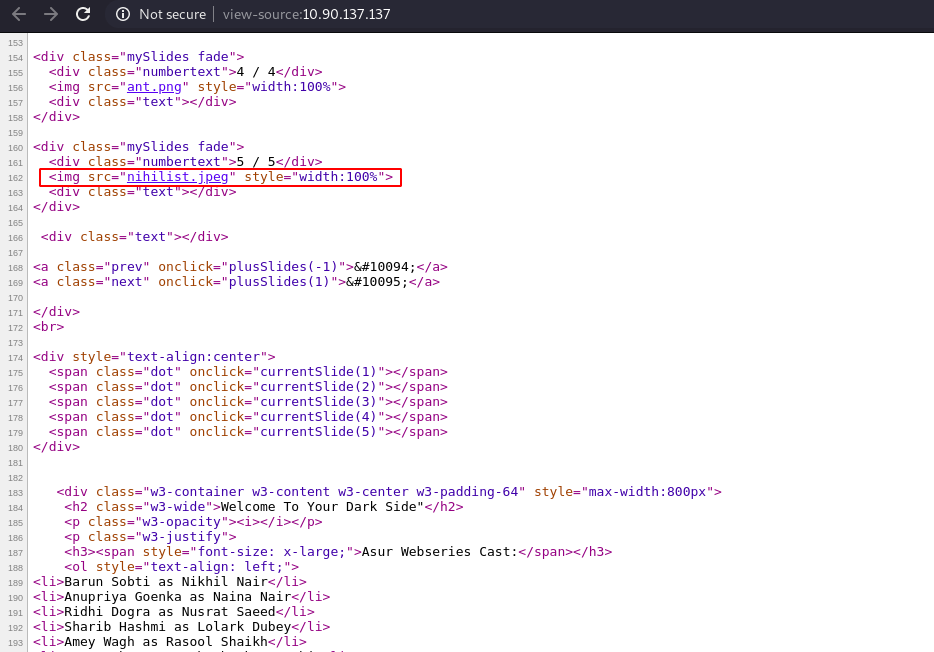 Not secure | view-source:10.90.137.137
153
154 <div class="mySlides fade">
155 <div class="numbertext">4 / 4</div>
156 <img src="ant.png" style="width:100%">
157 <div class="text"></div>
158 </div>
159
160 <div class="mySlides fade">
161 <div class="numbertext">5 / 5</div>
162 <img src="nihilist.jpeg" style="width:100%">
163 <div class="text"></div>
164 </div>
165
166 <div class="text"></div>
167
168 <a class="prev" onclick="plusSlides(-1)">&#10094;</a>
169 <a class="next" onclick="plusSlides(1)">&#10095;</a>
170
171 </div>
172 <br>
173
174 <div style="text-align:center">
175 <span class="dot" onclick="currentSlide(1)"></span>
176 <span class="dot" onclick="currentSlide(2)"></span>
177 <span class="dot" onclick="currentSlide(3)"></span>
178 <span class="dot" onclick="currentSlide(4)"></span>
179 <span class="dot" onclick="currentSlide(5)"></span>
180 </div>
181
182
183 <div class="w3-container w3-content w3-center w3-padding-64" style="max-width:800px">
184 <h2 class="w3-wide">Welcome To Your Dark Side"</h2>
185 <p class="w3-opacity"><i></i></p>
186 <p class="w3-justify">
187 <h3><span style="font-size: x-large;">Asur Webseries Cast:</span></h3>
188 <ol style="text-align: left;">
189 <li>Barun Sobti as Nikhil Nair</li>
190 <li>Anupriya Goenka as Naina Nair</li>
191 <li>Ridhi Dogra as Nusrat Saeed</li>
192 <li>Sharib Hashmi as Lolark Dubey</li>
193 <li>Amey Wagh as Rasool Shaikh</li>